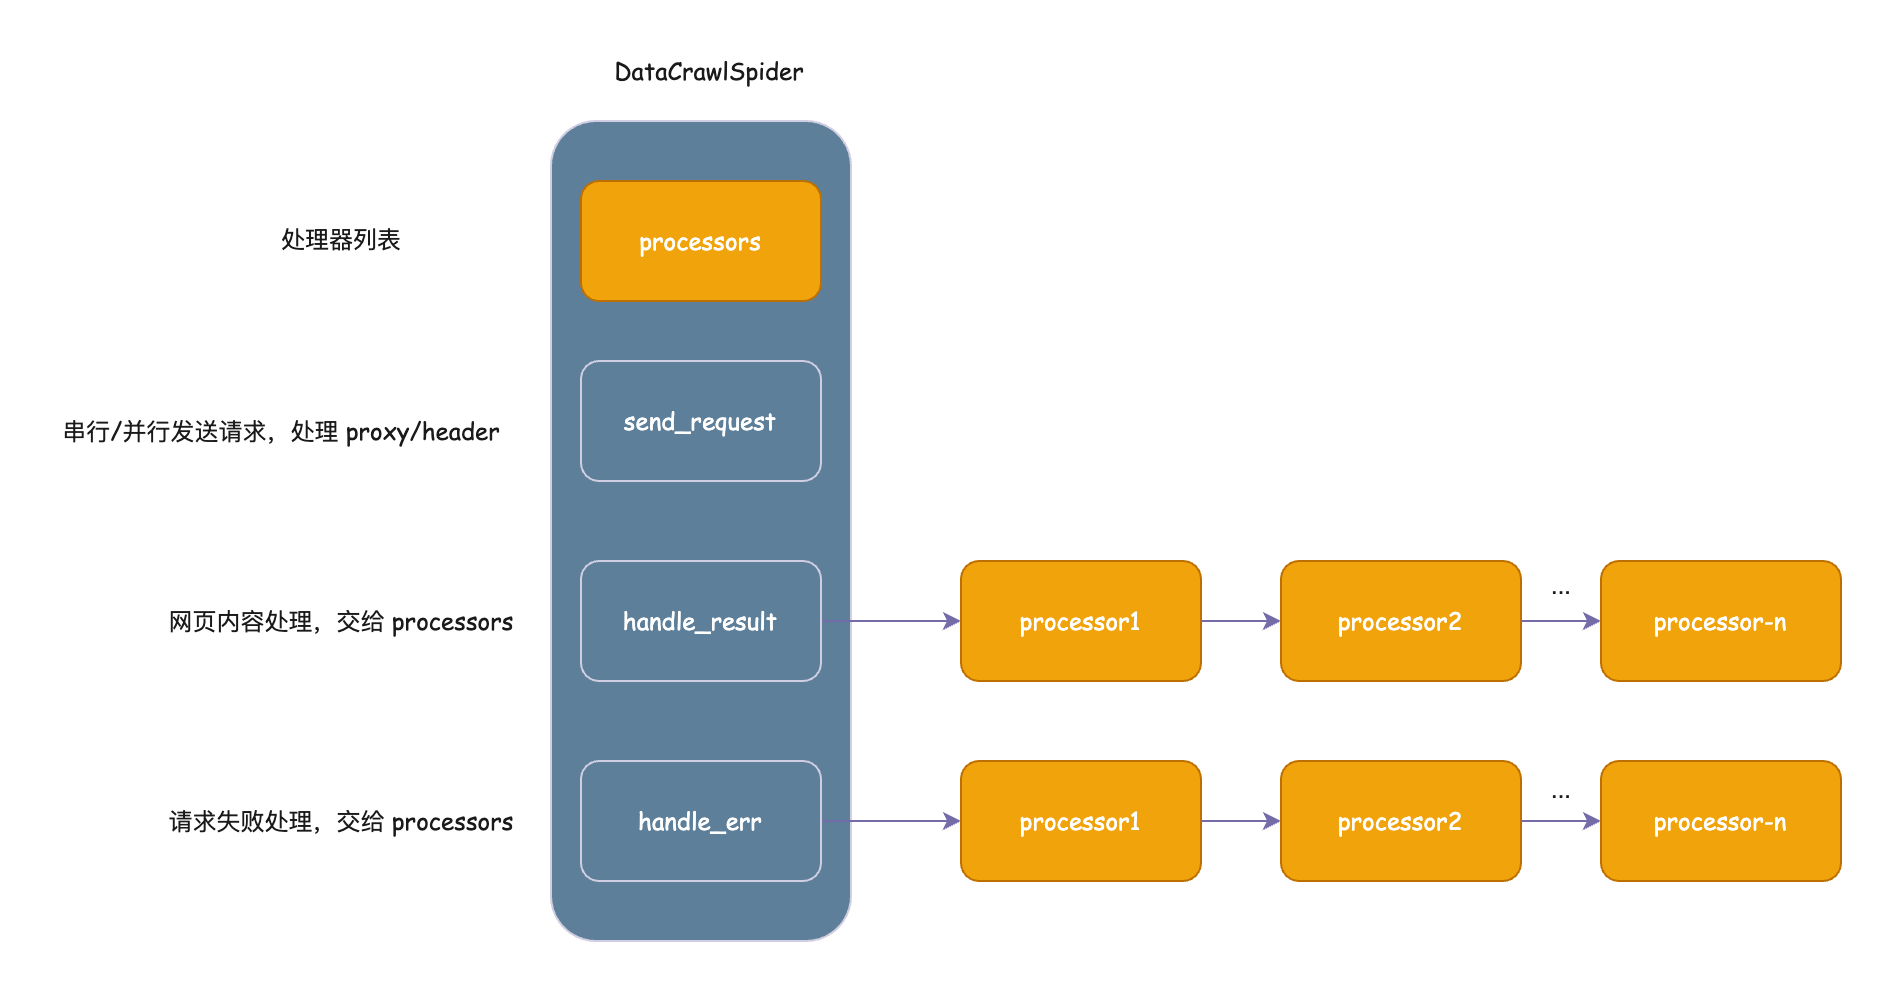 DataCrawlSpider
处理器列表
processors
串行/并行发送请求，处理 proxy/header
send_request
网页内容处理，交给 processors
handle_result
processor1
processor2
...
processor-n
请求失败处理，交给 processors
handle_err
processor1
processor2
...
processor-n